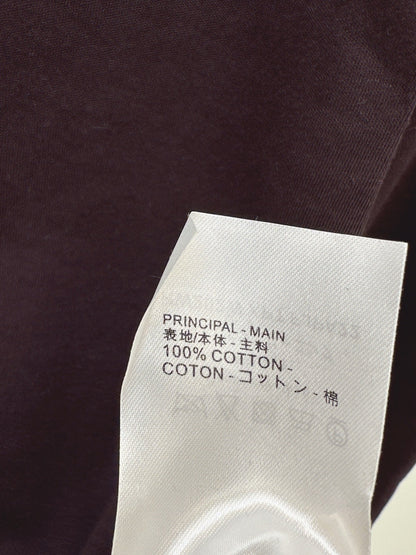 PRINCIPAL - MAIN
表地/本体 - 主料
100% COTTON -
COTON - コットン - 棉